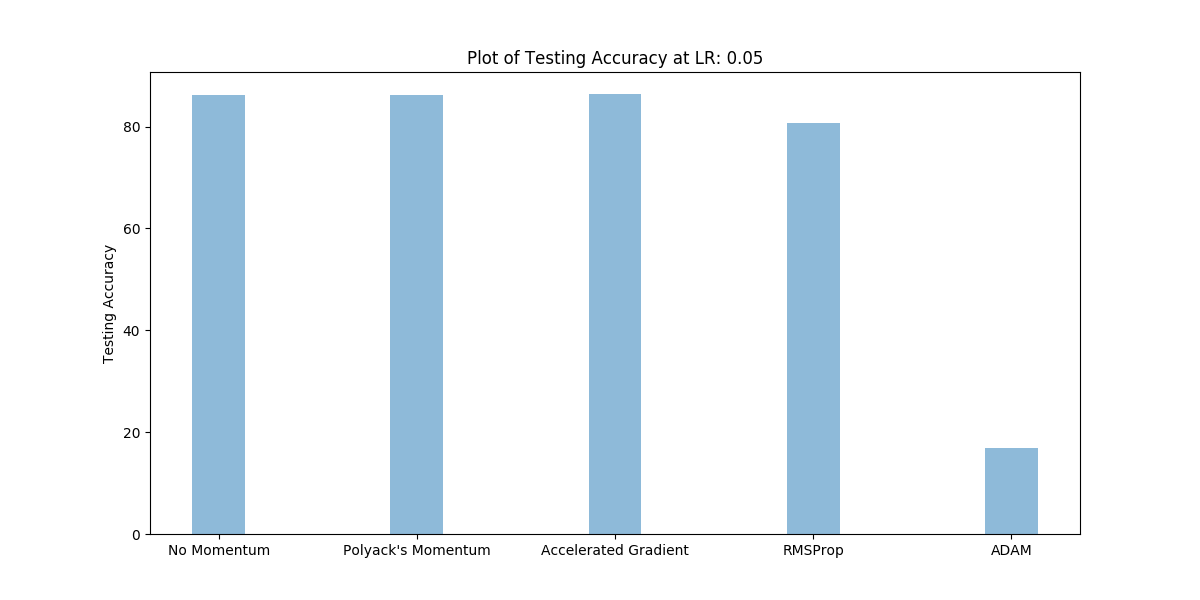 Plot of Testing Accuracy at LR: 0.05
Testing Accuracy
80
60
40
20
0
No Momentum
Polyack's Momentum
Accelerated Gradient
RMSProp
ADAM